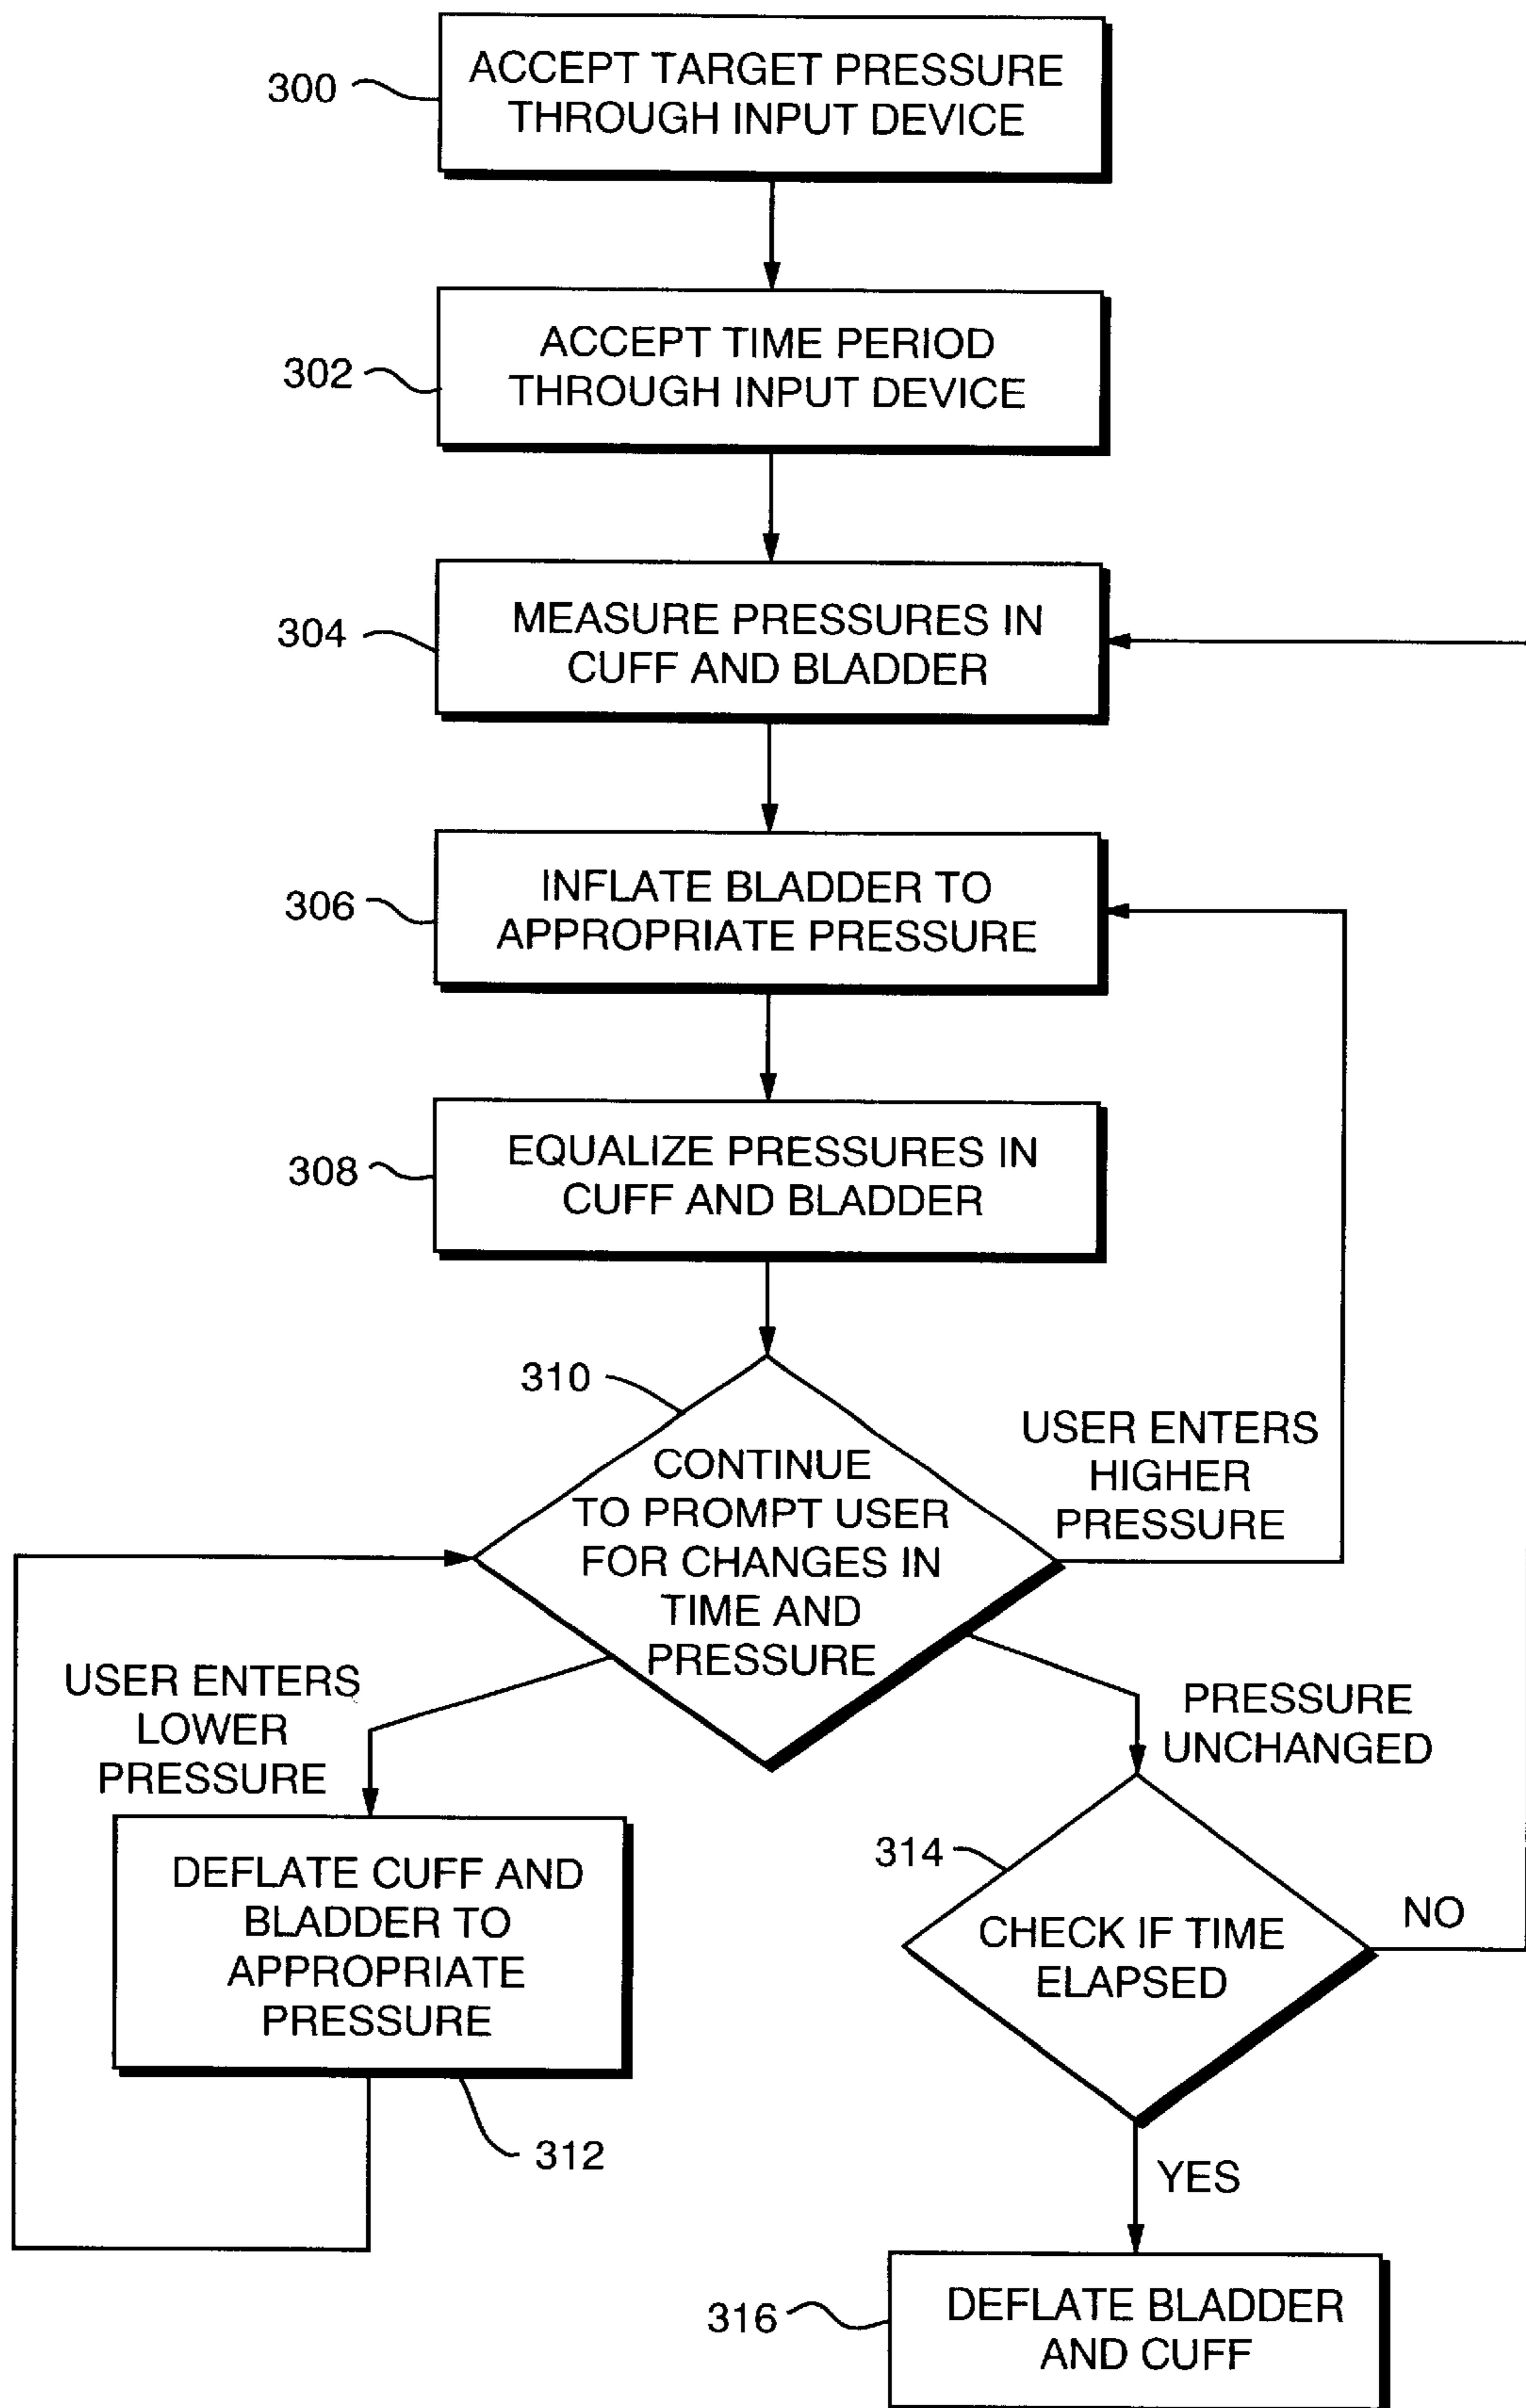 300
ACCEPT TARGET PRESSURE
THROUGH INPUT DEVICE
302
ACCEPT TIME PERIOD
THROUGH INPUT DEVICE
304
MEASURE PRESSURES IN
CUFF AND BLADDER
306
INFLATE BLADDER TO
APPROPRIATE PRESSURE
308
EQUALIZE PRESSURES IN
CUFF AND BLADDER
310
CONTINUE
TO PROMPT USER
FOR CHANGES IN
TIME AND
PRESSURE
USER ENTERS
HIGHER
PRESSURE
USER ENTERS
LOWER
PRESSURE
PRESSURE
UNCHANGED
DEFLATE CUFF AND
BLADDER TO
APPROPRIATE
PRESSURE
312
314
CHECK IF TIME
ELAPSED
NO
YES
316
DEFLATE BLADDER
AND CUFF